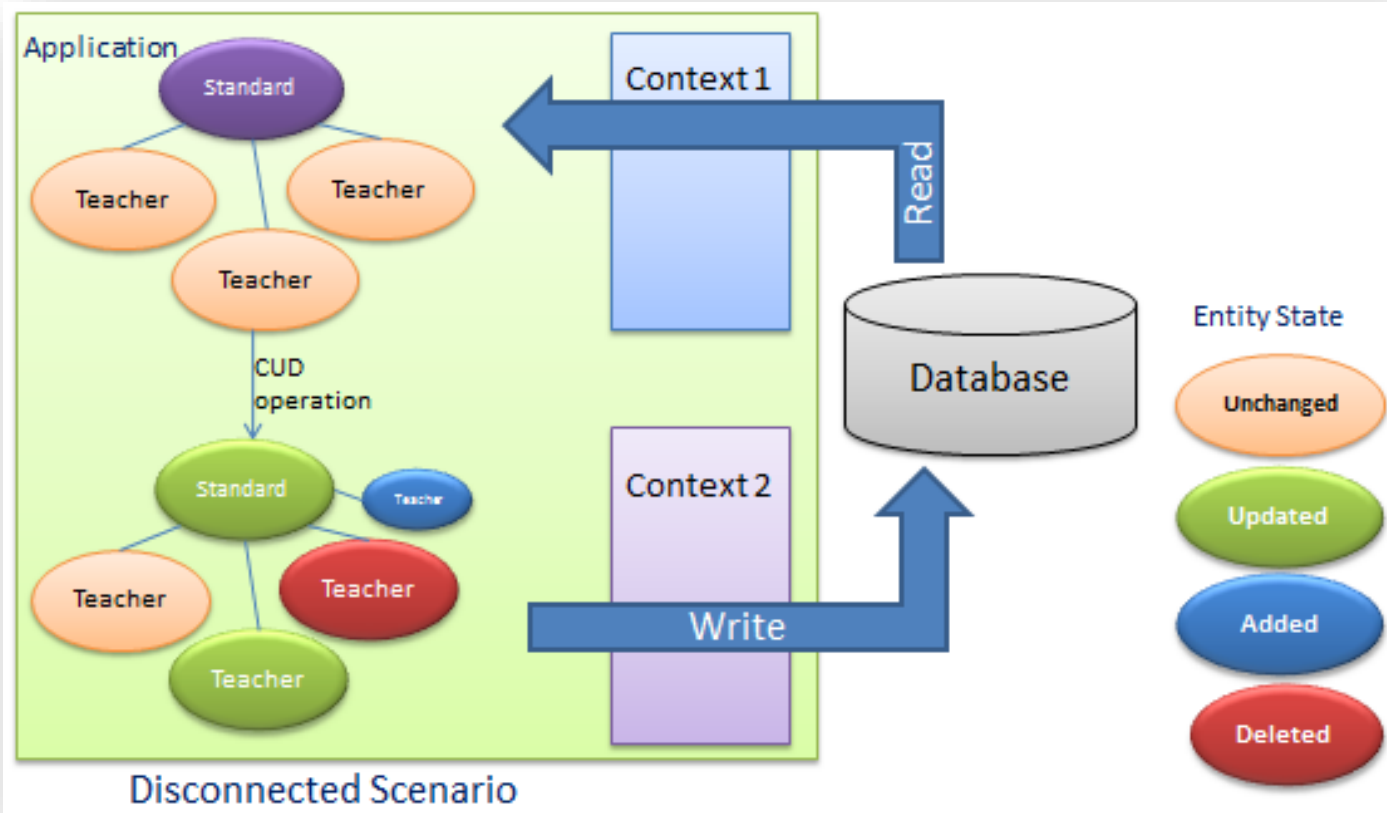 Application
Standard
Teacher
Teacher
Teacher
CUD
operation
Standard
Teacher
Teacher
Teacher
Teacher
Context 1
Read
Database
Context 2
Write
Entity State
Unchanged
Updated
Added
Deleted
Disconnected Scenario